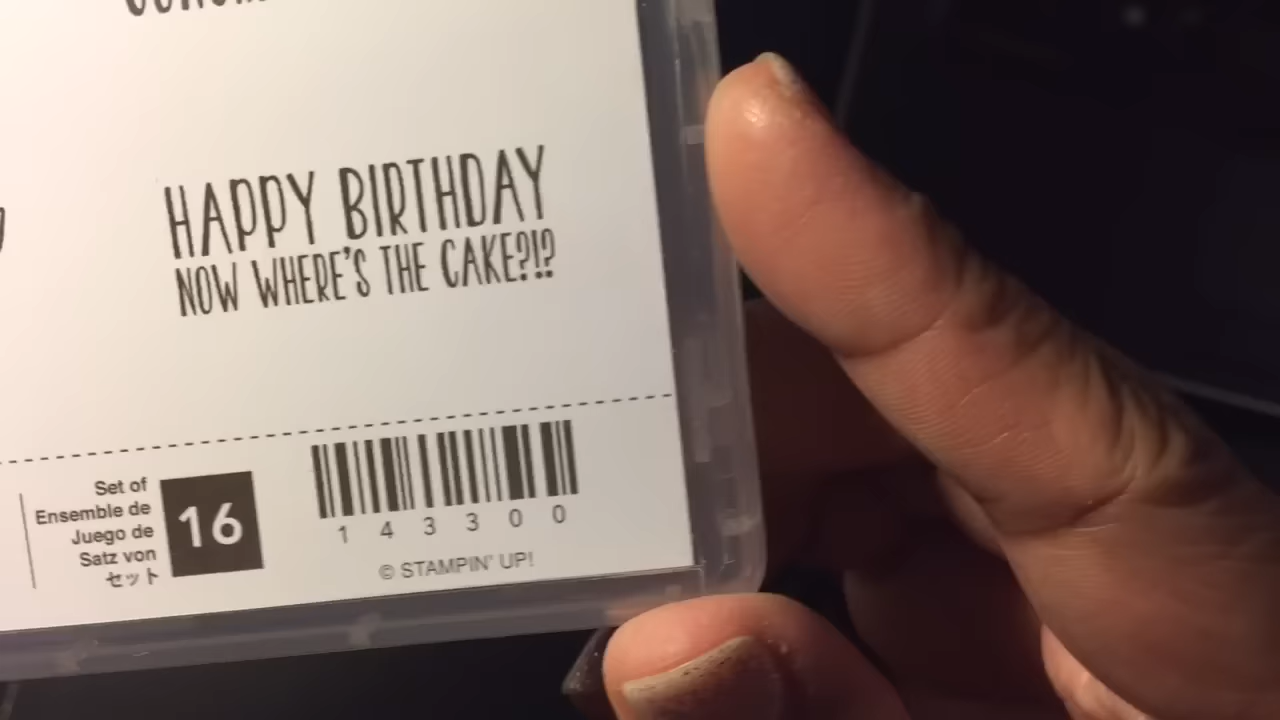 HAPPY BIRTHDAY
NOW WHERE'S THE CAKE?!?
Set of
Ensemble de
Juego de
Satz von
セット
16
1 4 3 3 0 0
© STAMPIN' UP!